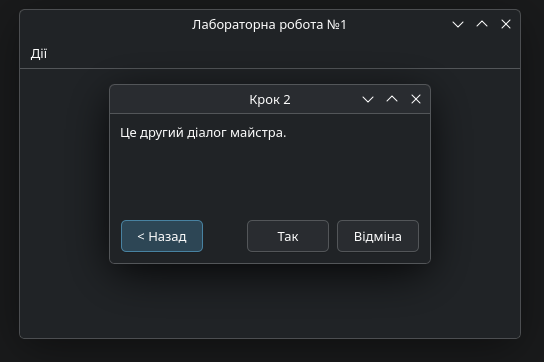 Лабораторна робота №1
Дії
Крок 2
Це другий діалог майстра.
< Назад
Так
Відміна